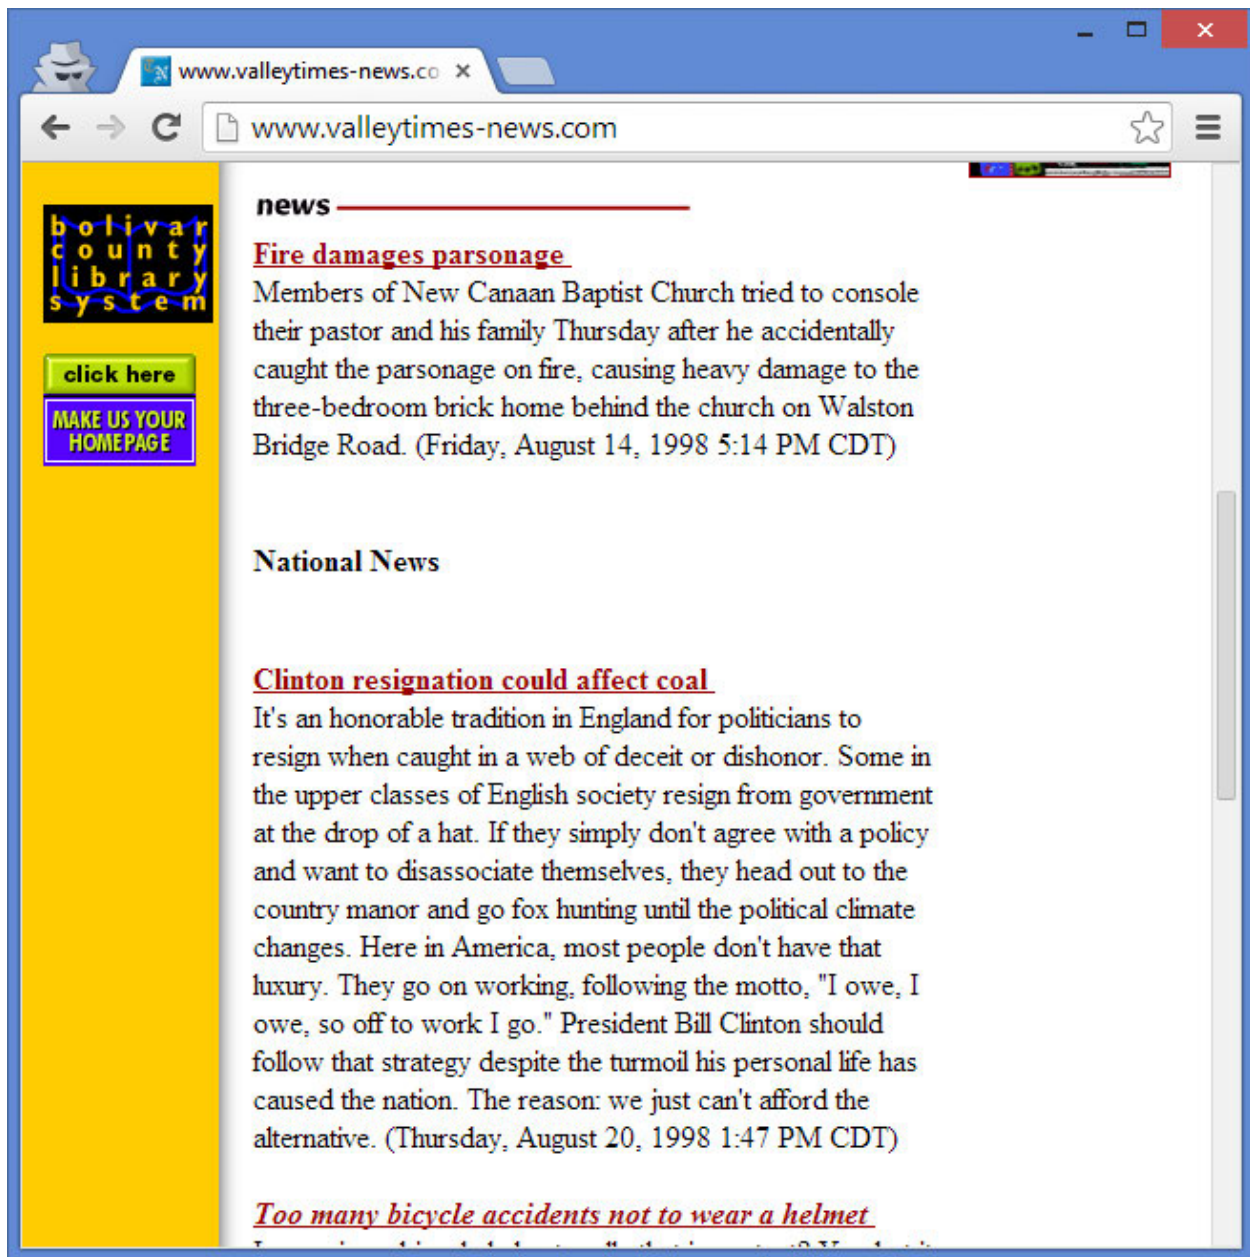 www.valleytimes-news.co
www.valleytimes-news.com
bolivar
county
library
system
click here
MAKE US YOUR
HOMEPAGE
news
Fire damages parsonage
Members of New Canaan Baptist Church tried to console
their pastor and his family Thursday after he accidentally
caught the parsonage on fire, causing heavy damage to the
three-bedroom brick home behind the church on Walston
Bridge Road. (Friday, August 14, 1998 5:14 PM CDT)
National News
Clinton resignation could affect coal
It's an honorable tradition in England for politicians to
resign when caught in a web of deceit or dishonor. Some in
the upper classes of English society resign from government
at the drop of a hat. If they simply don't agree with a policy
and want to disassociate themselves, they head out to the
country manor and go fox hunting until the political climate
changes. Here in America, most people don't have that
luxury. They go on working, following the motto, "I owe, I
owe, so off to work I go." President Bill Clinton should
follow that strategy despite the turmoil his personal life has
caused the nation. The reason: we just can't afford the
alternative. (Thursday, August 20, 1998 1:47 PM CDT)
Too many bicycle accidents not to wear a helmet